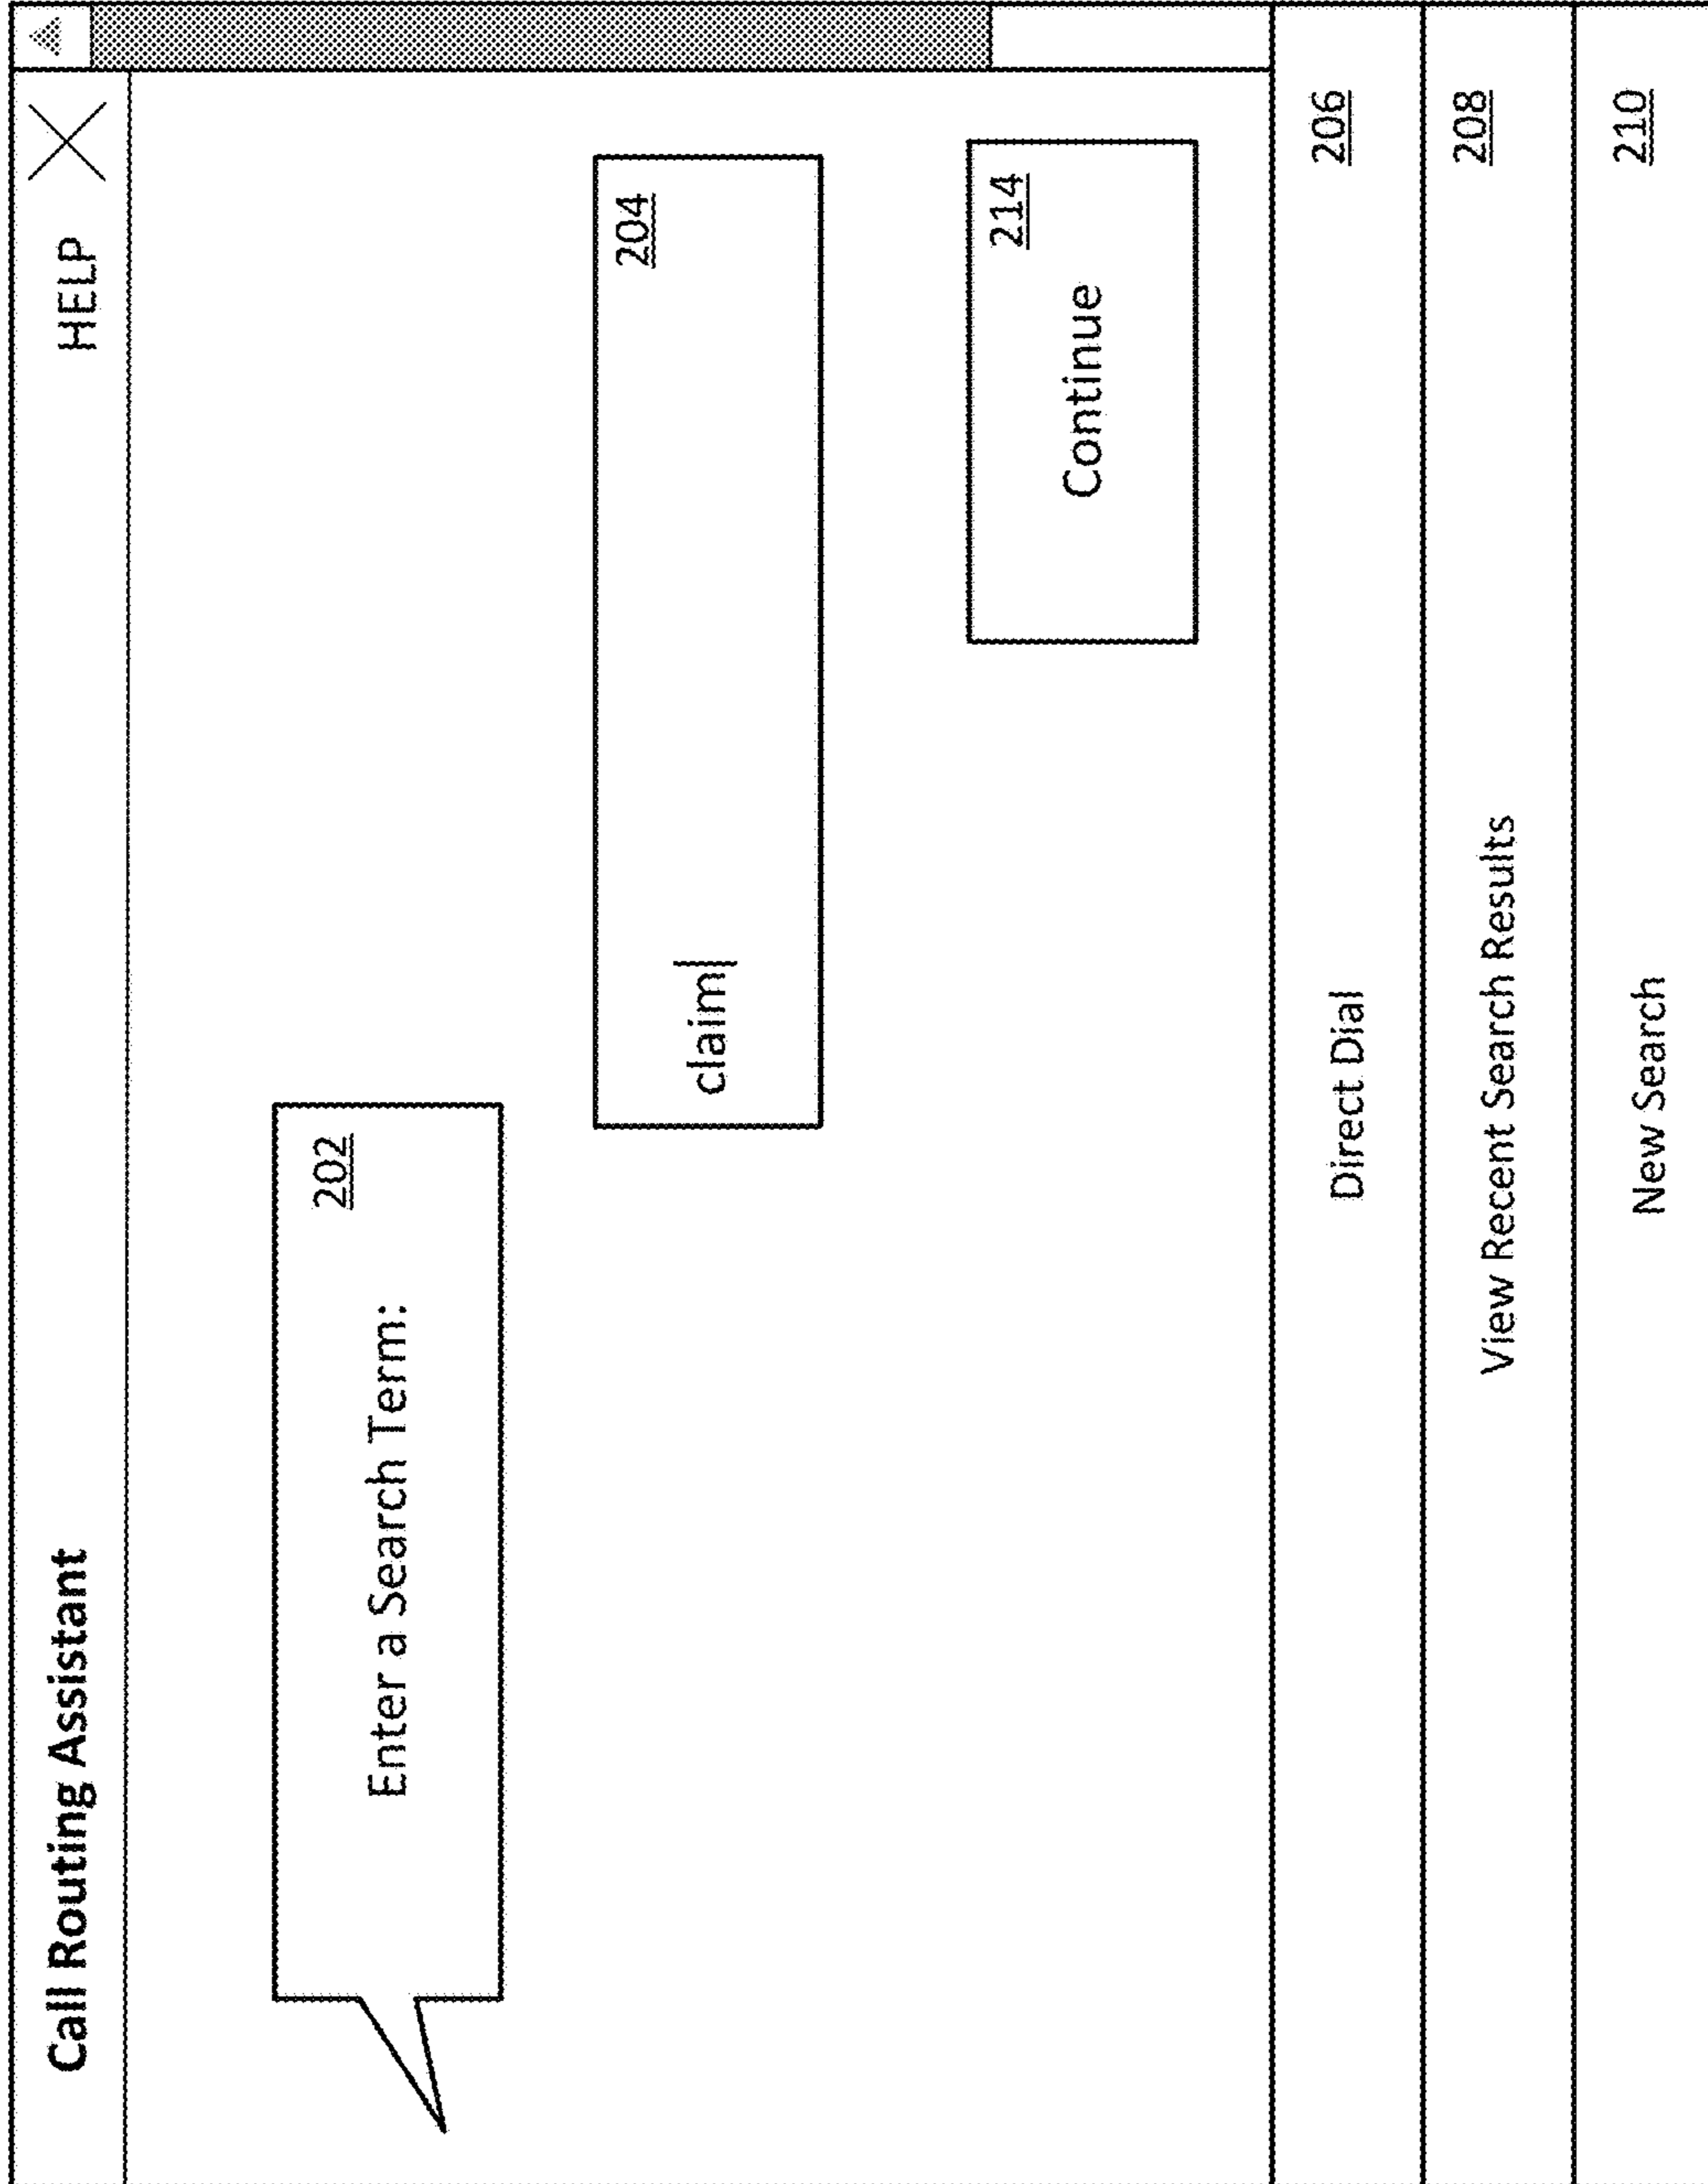 Call Routing Assistant HELP
202
Enter a Search Term:
204
claim
214
Continue
Direct Dial 206
View Recent Search Results 208
New Search 210